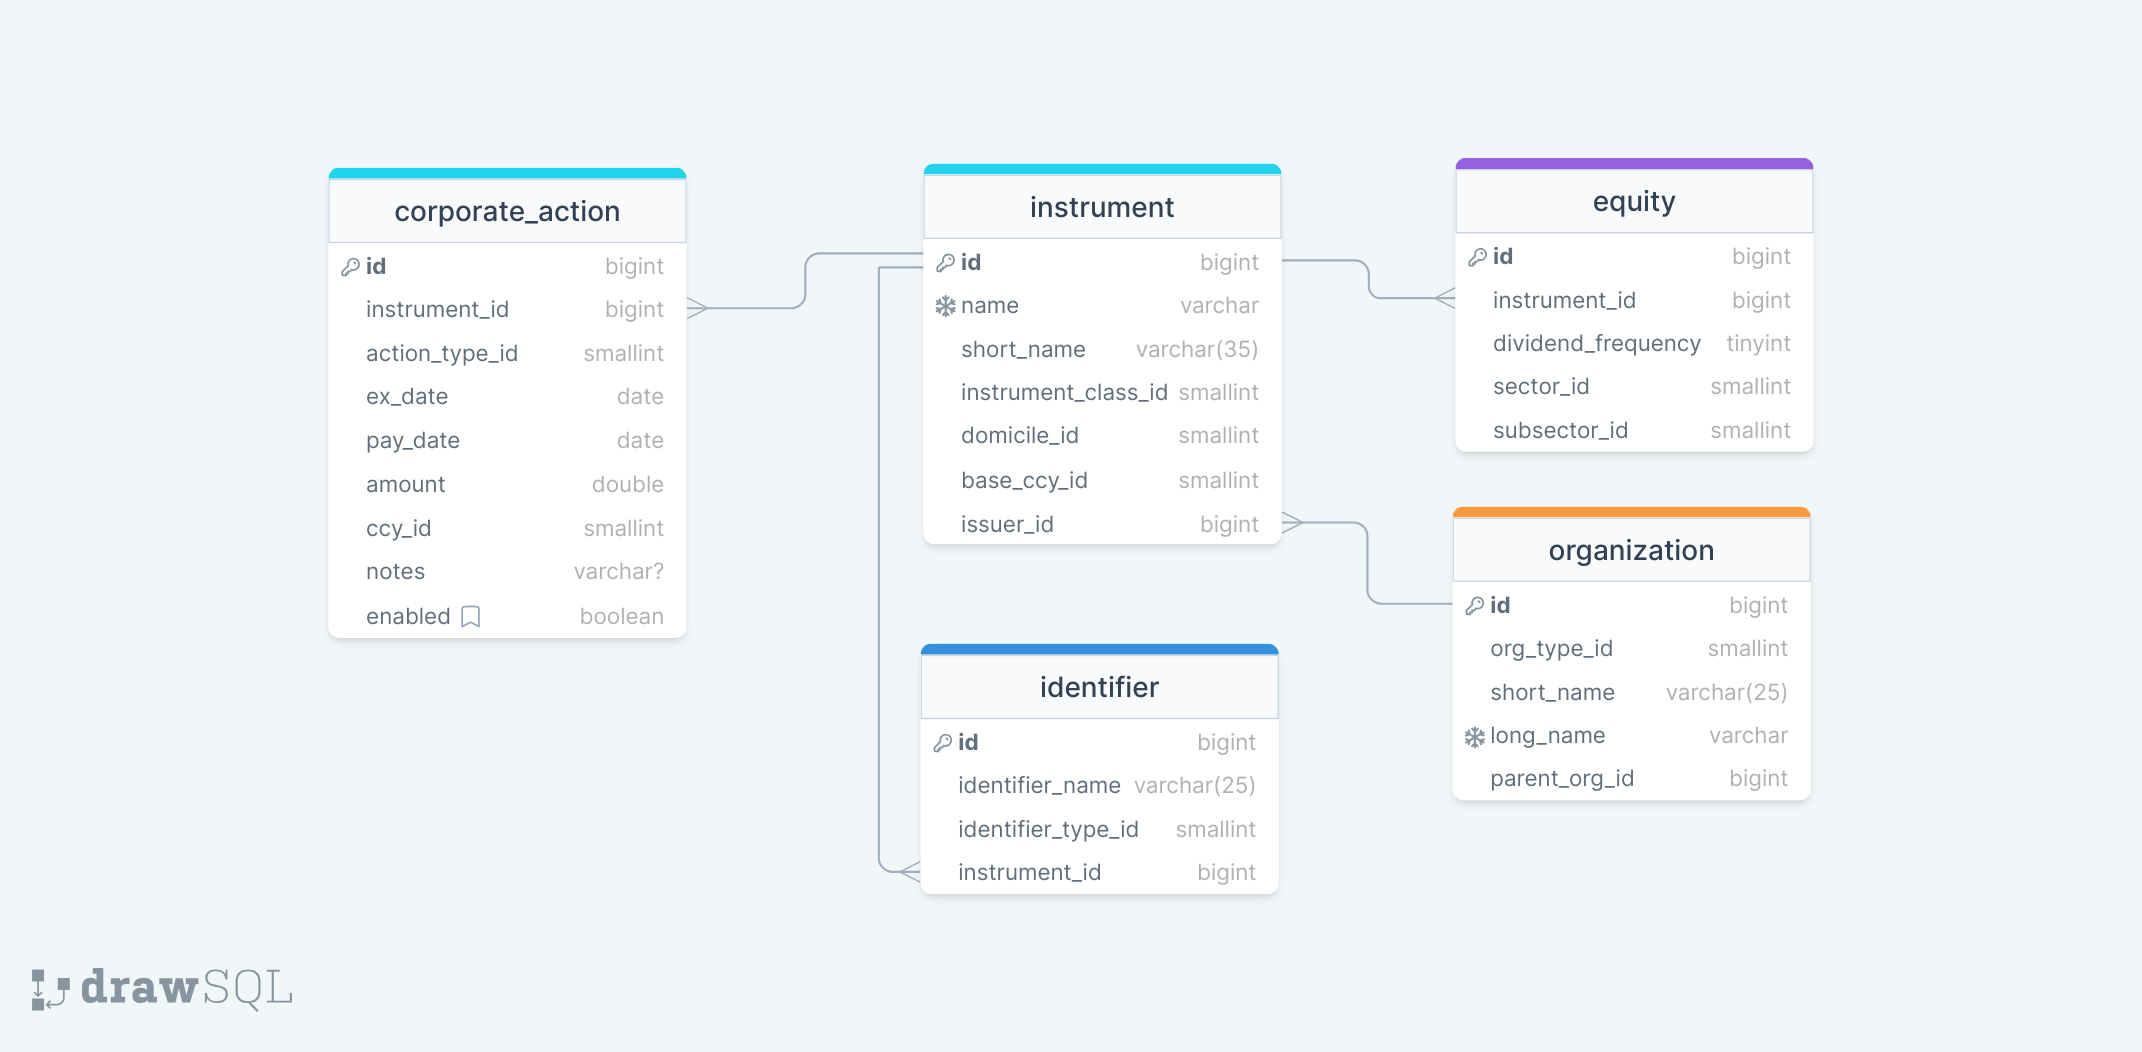 corporate_action
id bigint
instrument_id bigint
action_type_id smallint
ex_date date
pay_date date
amount double
ccy_id smallint
notes varchar?
enabled boolean
instrument
id bigint
name varchar
short_name varchar(35)
instrument_class_id smallint
domicile_id smallint
base_ccy_id smallint
issuer_id bigint
equity
id bigint
instrument_id bigint
dividend_frequency tinyint
sector_id smallint
subsector_id smallint
organization
id bigint
org_type_id smallint
short_name varchar(25)
long_name varchar
parent_org_id bigint
identifier
id bigint
identifier_name varchar(25)
identifier_type_id smallint
instrument_id bigint
drawSQL